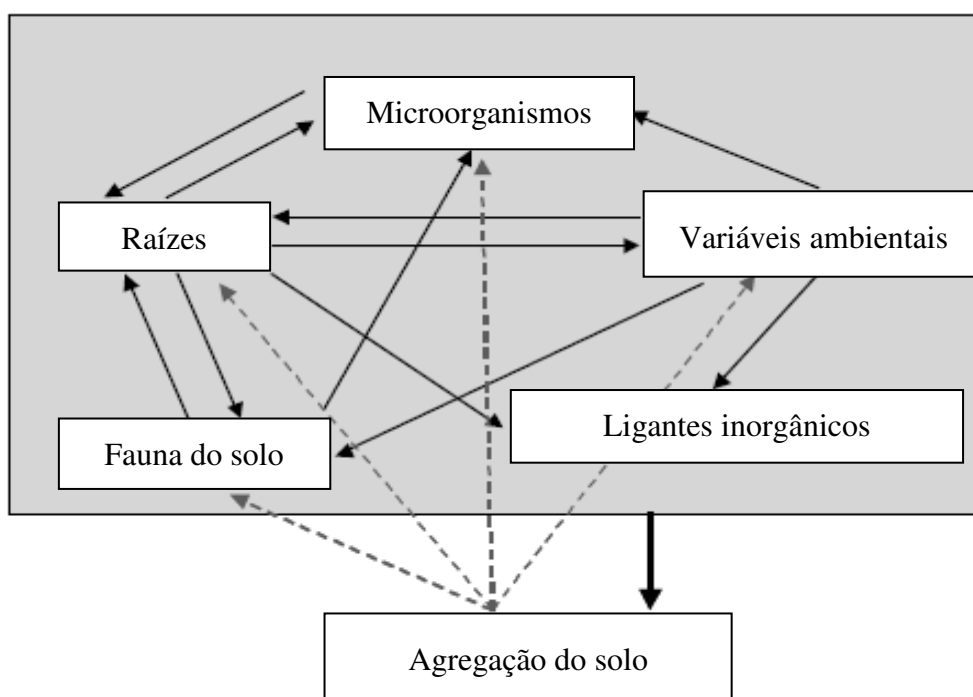 Microorganismos
Raízes
Variáveis ambientais
Ligantes inorgânicos
Fauna do solo
Agregação do solo